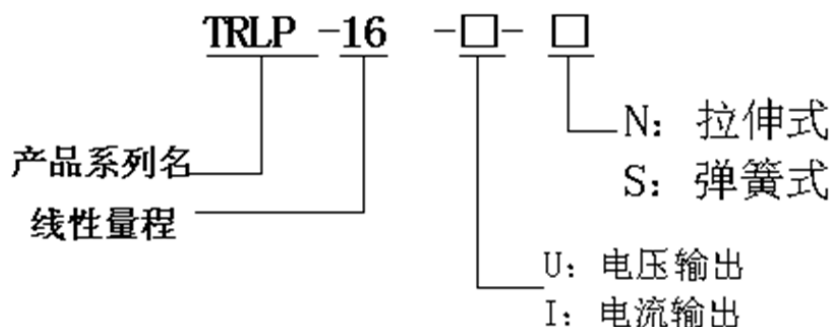 TRLP -16 -□- □
N: 拉伸式
产品系列名
S: 弹簧式
线性量程
U: 电压输出
I: 电流输出